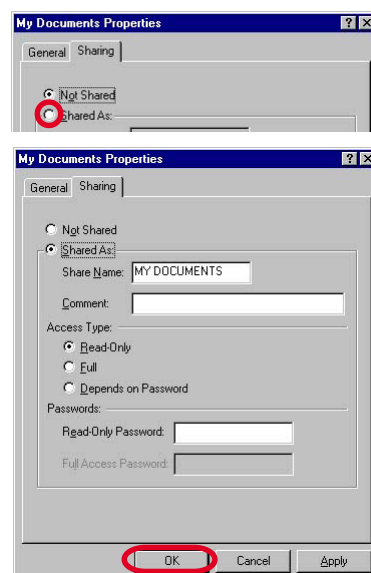 My Documents Properties ? X
General Sharing
Not Shared
Shared As:
My Documents Properties ? X
General Sharing
Not Shared
Shared As:
Share Name: MY DOCUMENTS
Comment:
Access Type:
Read-Only
Full
Depends on Password
Passwords:
Read-Only Password:
Full Access Password:
OK Cancel Apply